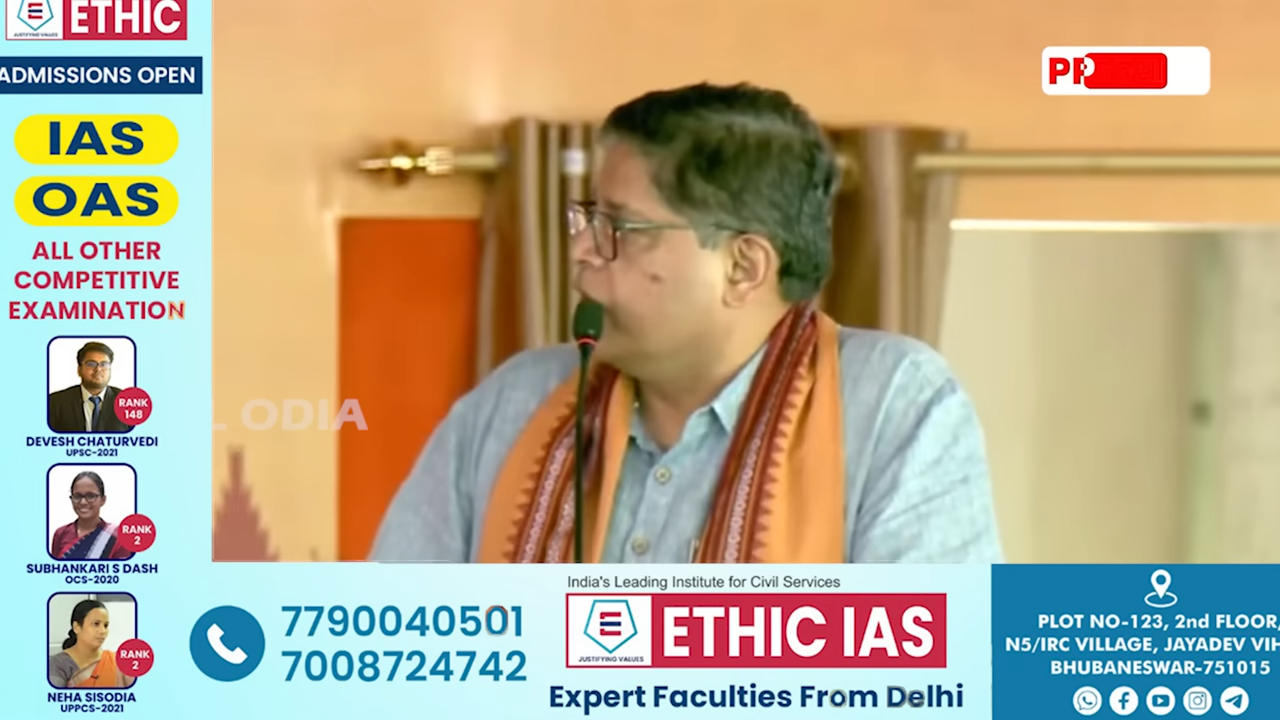 ETHIC
JUSTIFYING VALUES
ADMISSIONS OPEN
IAS
OAS
ALL OTHER
COMPETITIVE
EXAMINATION
RANK
148
DEVESH CHATURVEDI
UPSC-2021
RANK
2
SUBHANKARI S DASH
OCS-2020
RANK
2
NEHA SISODIA
UPPCS-2021
L ODIA
PP
7790040501
7008724742
India's Leading Institute for Civil Services
JUSTIFYING VALUES
ETHIC IAS
Expert Faculties From Delhi
PLOT NO-123, 2nd FLOOR,
N5/IRC VILLAGE, JAYADEV VIH
BHUBANESWAR-751015